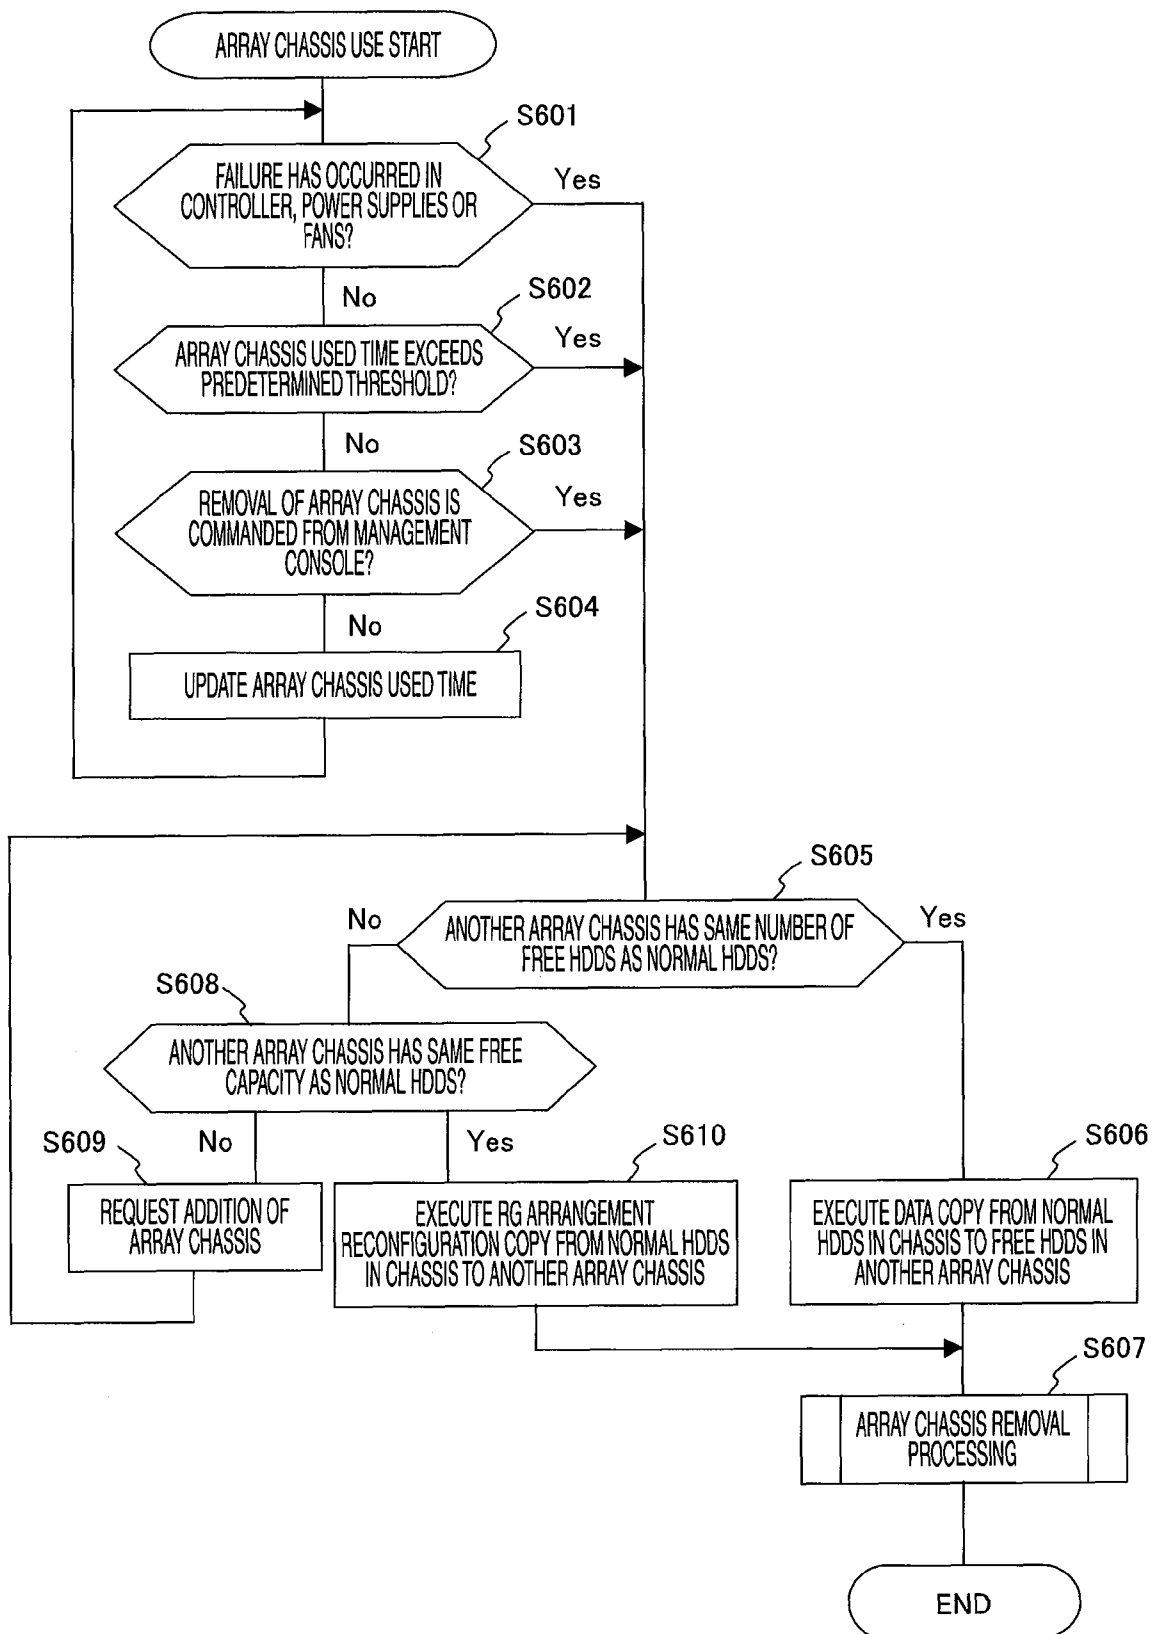 ARRAY CHASSIS USE START
S601
FAILURE HAS OCCURRED IN
CONTROLLER, POWER SUPPLIES OR
FANS?
Yes
No
S602
ARRAY CHASSIS USED TIME EXCEEDS
PREDETERMINED THRESHOLD?
Yes
No
S603
REMOVAL OF ARRAY CHASSIS IS
COMMANDED FROM MANAGEMENT
CONSOLE?
Yes
No
S604
UPDATE ARRAY CHASSIS USED TIME
S605
No
ANOTHER ARRAY CHASSIS HAS SAME NUMBER OF
FREE HDDS AS NORMAL HDDS?
Yes
S608
ANOTHER ARRAY CHASSIS HAS SAME FREE
CAPACITY AS NORMAL HDDS?
S609
No
Yes
S610
S606
REQUEST ADDITION OF
ARRAY CHASSIS
EXECUTE RG ARRANGEMENT
RECONFIGURATION COPY FROM NORMAL HDDS
IN CHASSIS TO ANOTHER ARRAY CHASSIS
EXECUTE DATA COPY FROM NORMAL
HDDS IN CHASSIS TO FREE HDDS IN
ANOTHER ARRAY CHASSIS
S607
ARRAY CHASSIS REMOVAL
PROCESSING
END